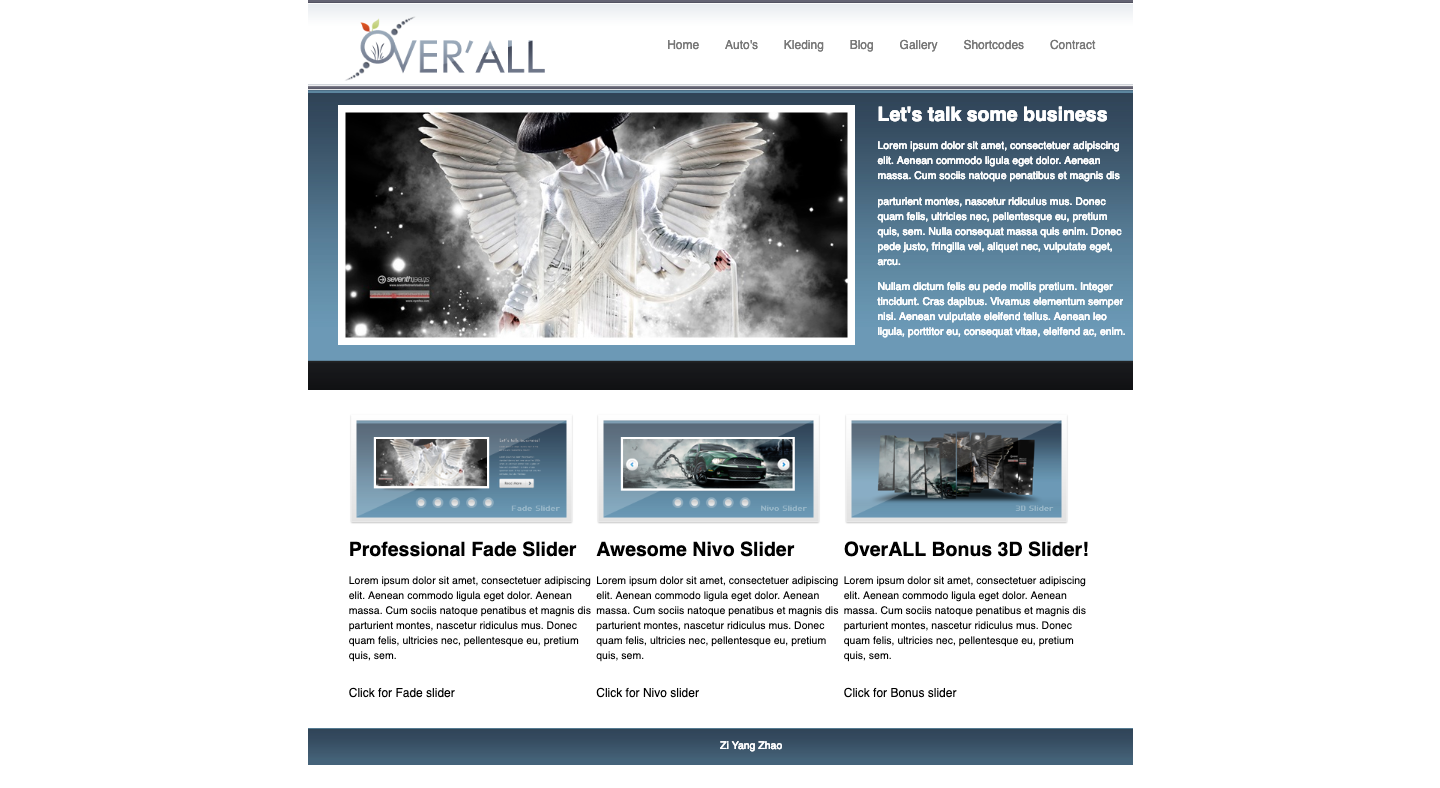 OVER'ALL
Home Auto's Kleding Blog Gallery Shortcodes Contract
Let's talk some business
Lorem ipsum dolor sit amet, consectetuer adipiscing
elit. Aenean commodo ligula eget dolor. Aenean
massa. Cum sociis natoque penatibus et magnis dis
parturient montes, nascetur ridiculus mus. Donec
quam felis, ultricies nec, pellentesque eu, pretium
quis, sem. Nulla consequat massa quis enim. Donec
pede justo, fringilla vel, aliquet nec, vulputate eget,
arcu.
Nullam dictum felis eu pede mollis pretium. Integer
tincidunt. Cras dapibus. Vivamus elementum semper
nisi. Aenean vulputate eleifend tellus. Aenean leo
ligula, porttitor eu, consequat vitae, eleifend ac, enim.
Fade Slider
Nivo Slider
3D Slider
Professional Fade Slider
Lorem ipsum dolor sit amet, consectetuer adipiscing
elit. Aenean commodo ligula eget dolor. Aenean
massa. Cum sociis natoque penatibus et magnis dis
parturient montes, nascetur ridiculus mus. Donec
quam felis, ultricies nec, pellentesque eu, pretium
quis, sem.
Click for Fade slider
Awesome Nivo Slider
Lorem ipsum dolor sit amet, consectetuer adipiscing
elit. Aenean commodo ligula eget dolor. Aenean
massa. Cum sociis natoque penatibus et magnis dis
parturient montes, nascetur ridiculus mus. Donec
quam felis, ultricies nec, pellentesque eu, pretium
quis, sem.
Click for Nivo slider
OverALL Bonus 3D Slider!
Lorem ipsum dolor sit amet, consectetuer adipiscing
elit. Aenean commodo ligula eget dolor. Aenean
massa. Cum sociis natoque penatibus et magnis dis
parturient montes, nascetur ridiculus mus. Donec
quam felis, ultricies nec, pellentesque eu, pretium
quis, sem.
Click for Bonus slider
Zi Yang Zhao